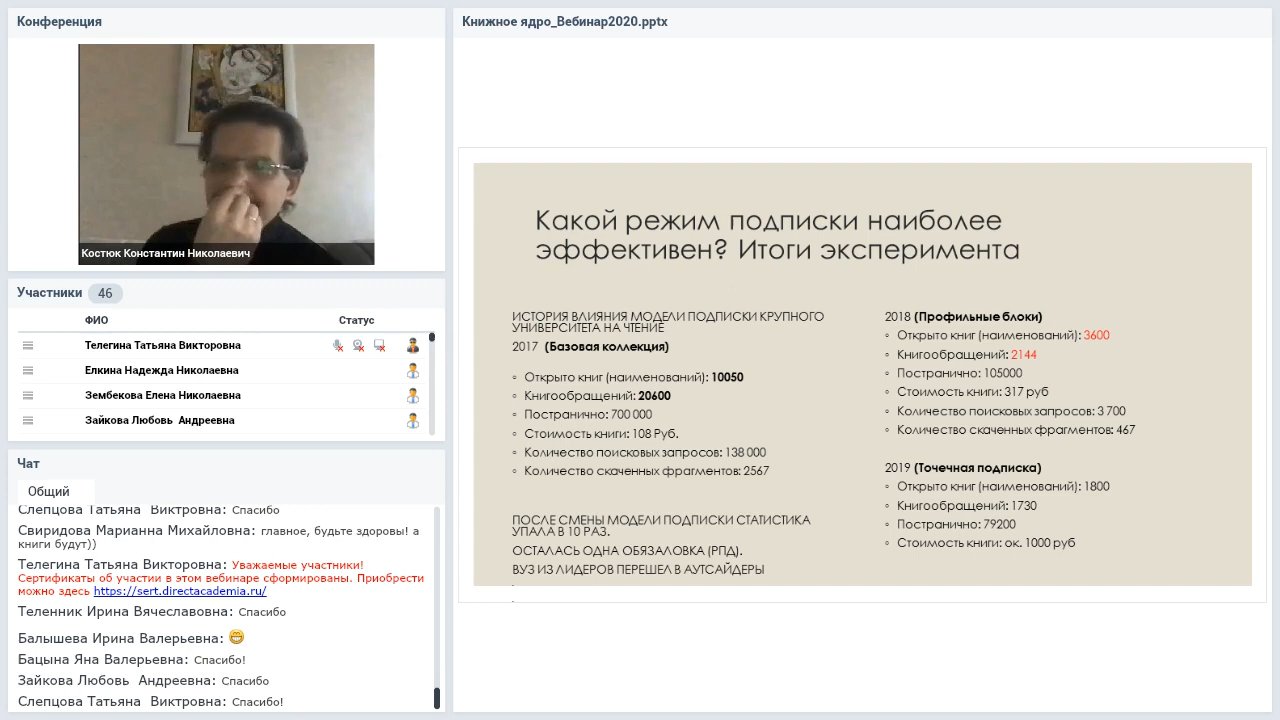 Конференция
Костюк Константин Николаевич
Участники 46
ФИО Статус
Телегина Татьяна Викторовна
Елкина Надежда Николаевна
Зембекова Елена Николаевна
Зайкова Любовь Андреевна
Чат
Общий
Слепцова Татьяна Виктровна: Спасибо
Свиридова Марианна Михайловна: главное, будьте здоровы! а
книги будут))
Телегина Татьяна Викторовна: Уважаемые участники!
Сертификаты об участии в этом вебинаре сформированы. Приобрести
можно здесь https://sert.directacademia.ru/
Теленник Ирина Вячеславовна: Спасибо
Балышева Ирина Валерьевна: 😁
Бацына Яна Валерьевна: Спасибо!
Зайкова Любовь Андреевна: Спасибо
Слепцова Татьяна Виктровна: Спасибо!
Книжное ядро_Вебинар2020.pptx
Какой режим подписки наиболее
эффективен? Итоги эксперимента
ИСТОРИЯ ВЛИЯНИЯ МОДЕЛИ ПОДПИСКИ КРУПНОГО
УНИВЕРСИТЕТА НА ЧТЕНИЕ
2017 (Базовая коллекция)
◦ Открыто книг (наименований): 10050
◦ Книгообращений: 20600
◦ Постранично: 700 000
◦ Стоимость книги: 108 Руб.
◦ Количество поисковых запросов: 138 000
◦ Количество скаченных фрагментов: 2567
ПОСЛЕ СМЕНЫ МОДЕЛИ ПОДПИСКИ СТАТИСТИКА
УПАЛА В 10 РАЗ.
ОСТАЛАСЬ ОДНА ОБЯЗАЛОВКА (РПД).
ВУЗ ИЗ ЛИДЕРОВ ПЕРЕШЕЛ В АУТСАЙДЕРЫ
.
.
2018 (Профильные блоки)
◦ Открыто книг (наименований): 3600
◦ Книгообращений: 2144
◦ Постранично: 105000
◦ Стоимость книги: 317 руб
◦ Количество поисковых запросов: 3 700
◦ Количество скаченных фрагментов: 467
2019 (Точечная подписка)
◦ Открыто книг (наименований): 1800
◦ Книгообращений: 1730
◦ Постранично: 79200
◦ Стоимость книги: ок. 1000 руб